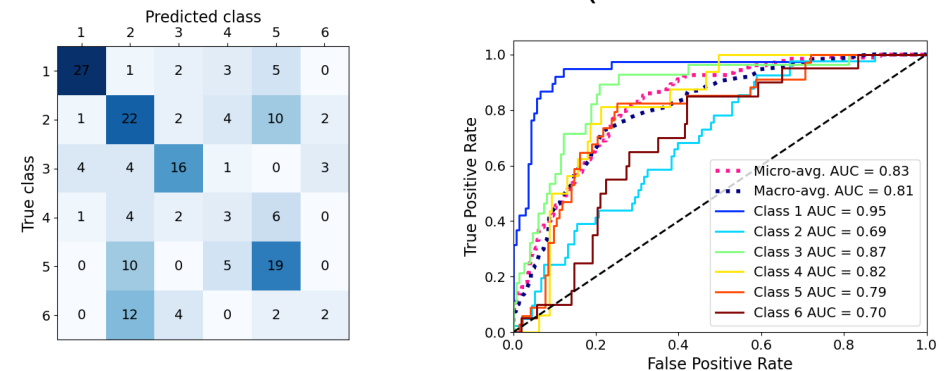 Predicted class
1 2 3 4 5 6
True class
1 27 1 2 3 5 0
2 1 22 2 4 10 2
3 4 4 16 1 0 3
4 1 4 2 3 6 0
5 0 10 0 5 19 0
6 0 12 4 0 2 2
True Positive Rate
1.0
0.8
0.6
0.4
0.2
0.0
0.0 0.2 0.4 0.6 0.8 1.0
False Positive Rate
Micro-avg. AUC = 0.83
Macro-avg. AUC = 0.81
Class 1 AUC = 0.95
Class 2 AUC = 0.69
Class 3 AUC = 0.87
Class 4 AUC = 0.82
Class 5 AUC = 0.79
Class 6 AUC = 0.70